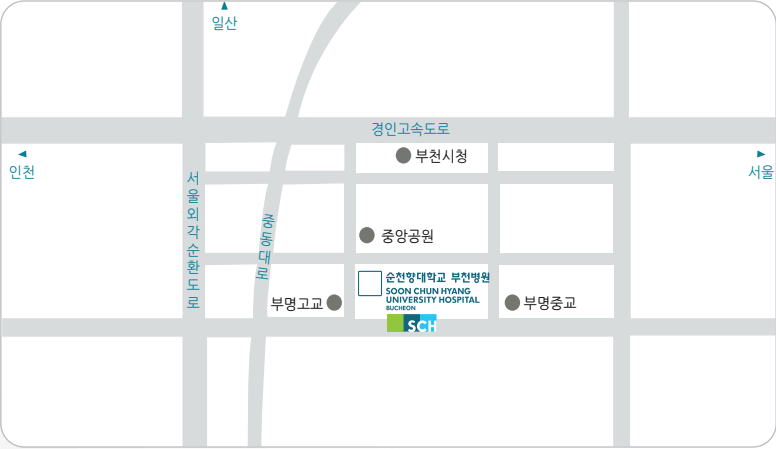 일산
경인고속도로
부천시청
인천
서울
서울외각순환도로
중동대로
중앙공원
순천향대학교 부천병원
SOON CHUN HYANG
UNIVERSITY HOSPITAL
BUCHEON
SCH
부명고교
부명중교